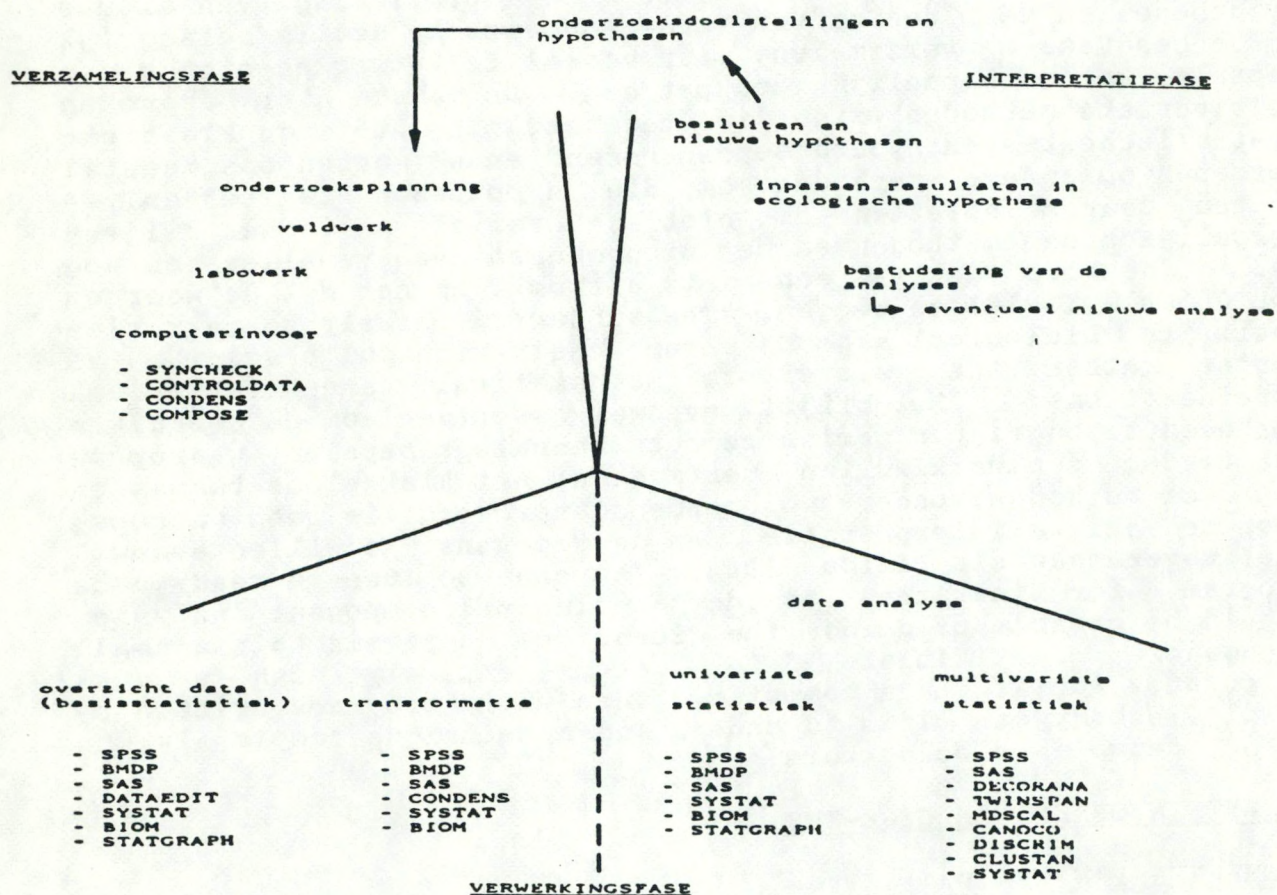 onderzoeksdoelstellingen en
hypothesen
VERZAMELINGSFASE
INTERPRETATIEFASE
besluiten en
nieuwe hypothesen
onderzoeksplanning
inpassen resultaten in
ecologische hypothese
veldwerk
labowerk
bestudering van de
analyses
eventueel nieuwe analyse
computerinvoer
- SYNCHECK
- CONTROLDATA
- CONDENS
- COMPOSE
data analyse
overzicht data
(basisstatistiek)
- SPSS
- BMDP
- SAS
- DATAEDIT
- SYSTAT
- BIOM
- STATGRAPH
transformatie
- SPSS
- BMDP
- SAS
- CONDENS
- SYSTAT
- BIOM
univariate
statistiek
- SPSS
- BMDP
- SAS
- SYSTAT
- BIOM
- STATGRAPH
multivariate
statistiek
- SPSS
- SAS
- DECORANA
- TWINSPAN
- MDSCAL
- CANOCO
- DISCRIM
- CLUSTAN
- SYSTAT
VERWERKINGSFASE